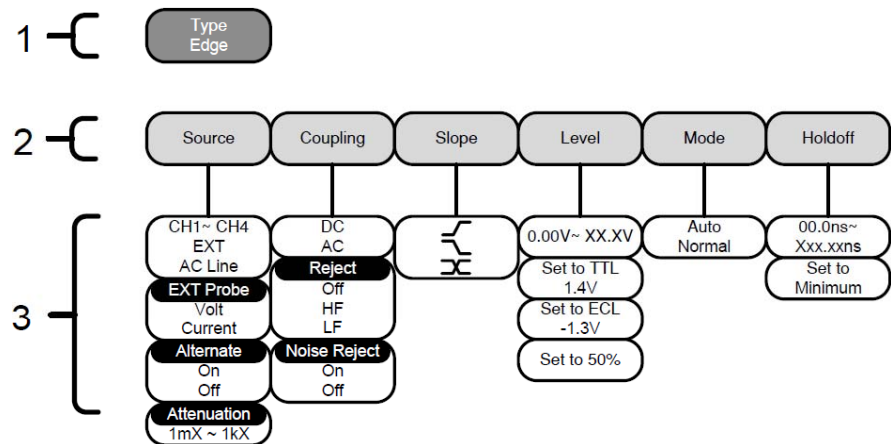 1
Type
Edge
2
Source
Coupling
Slope
Level
Mode
Holdoff
3
CH1~ CH4
EXT
AC Line
EXT Probe
Volt
Current
Alternate
On
Off
Attenuation
1mX ~ 1kX
DC
AC
Reject
Off
HF
LF
Noise Reject
On
Off
0.00V~ XX.XV
Set to TTL
1.4V
Set to ECL
-1.3V
Set to 50%
Auto
Normal
00.0ns~
Xxx.xxns
Set to
Minimum